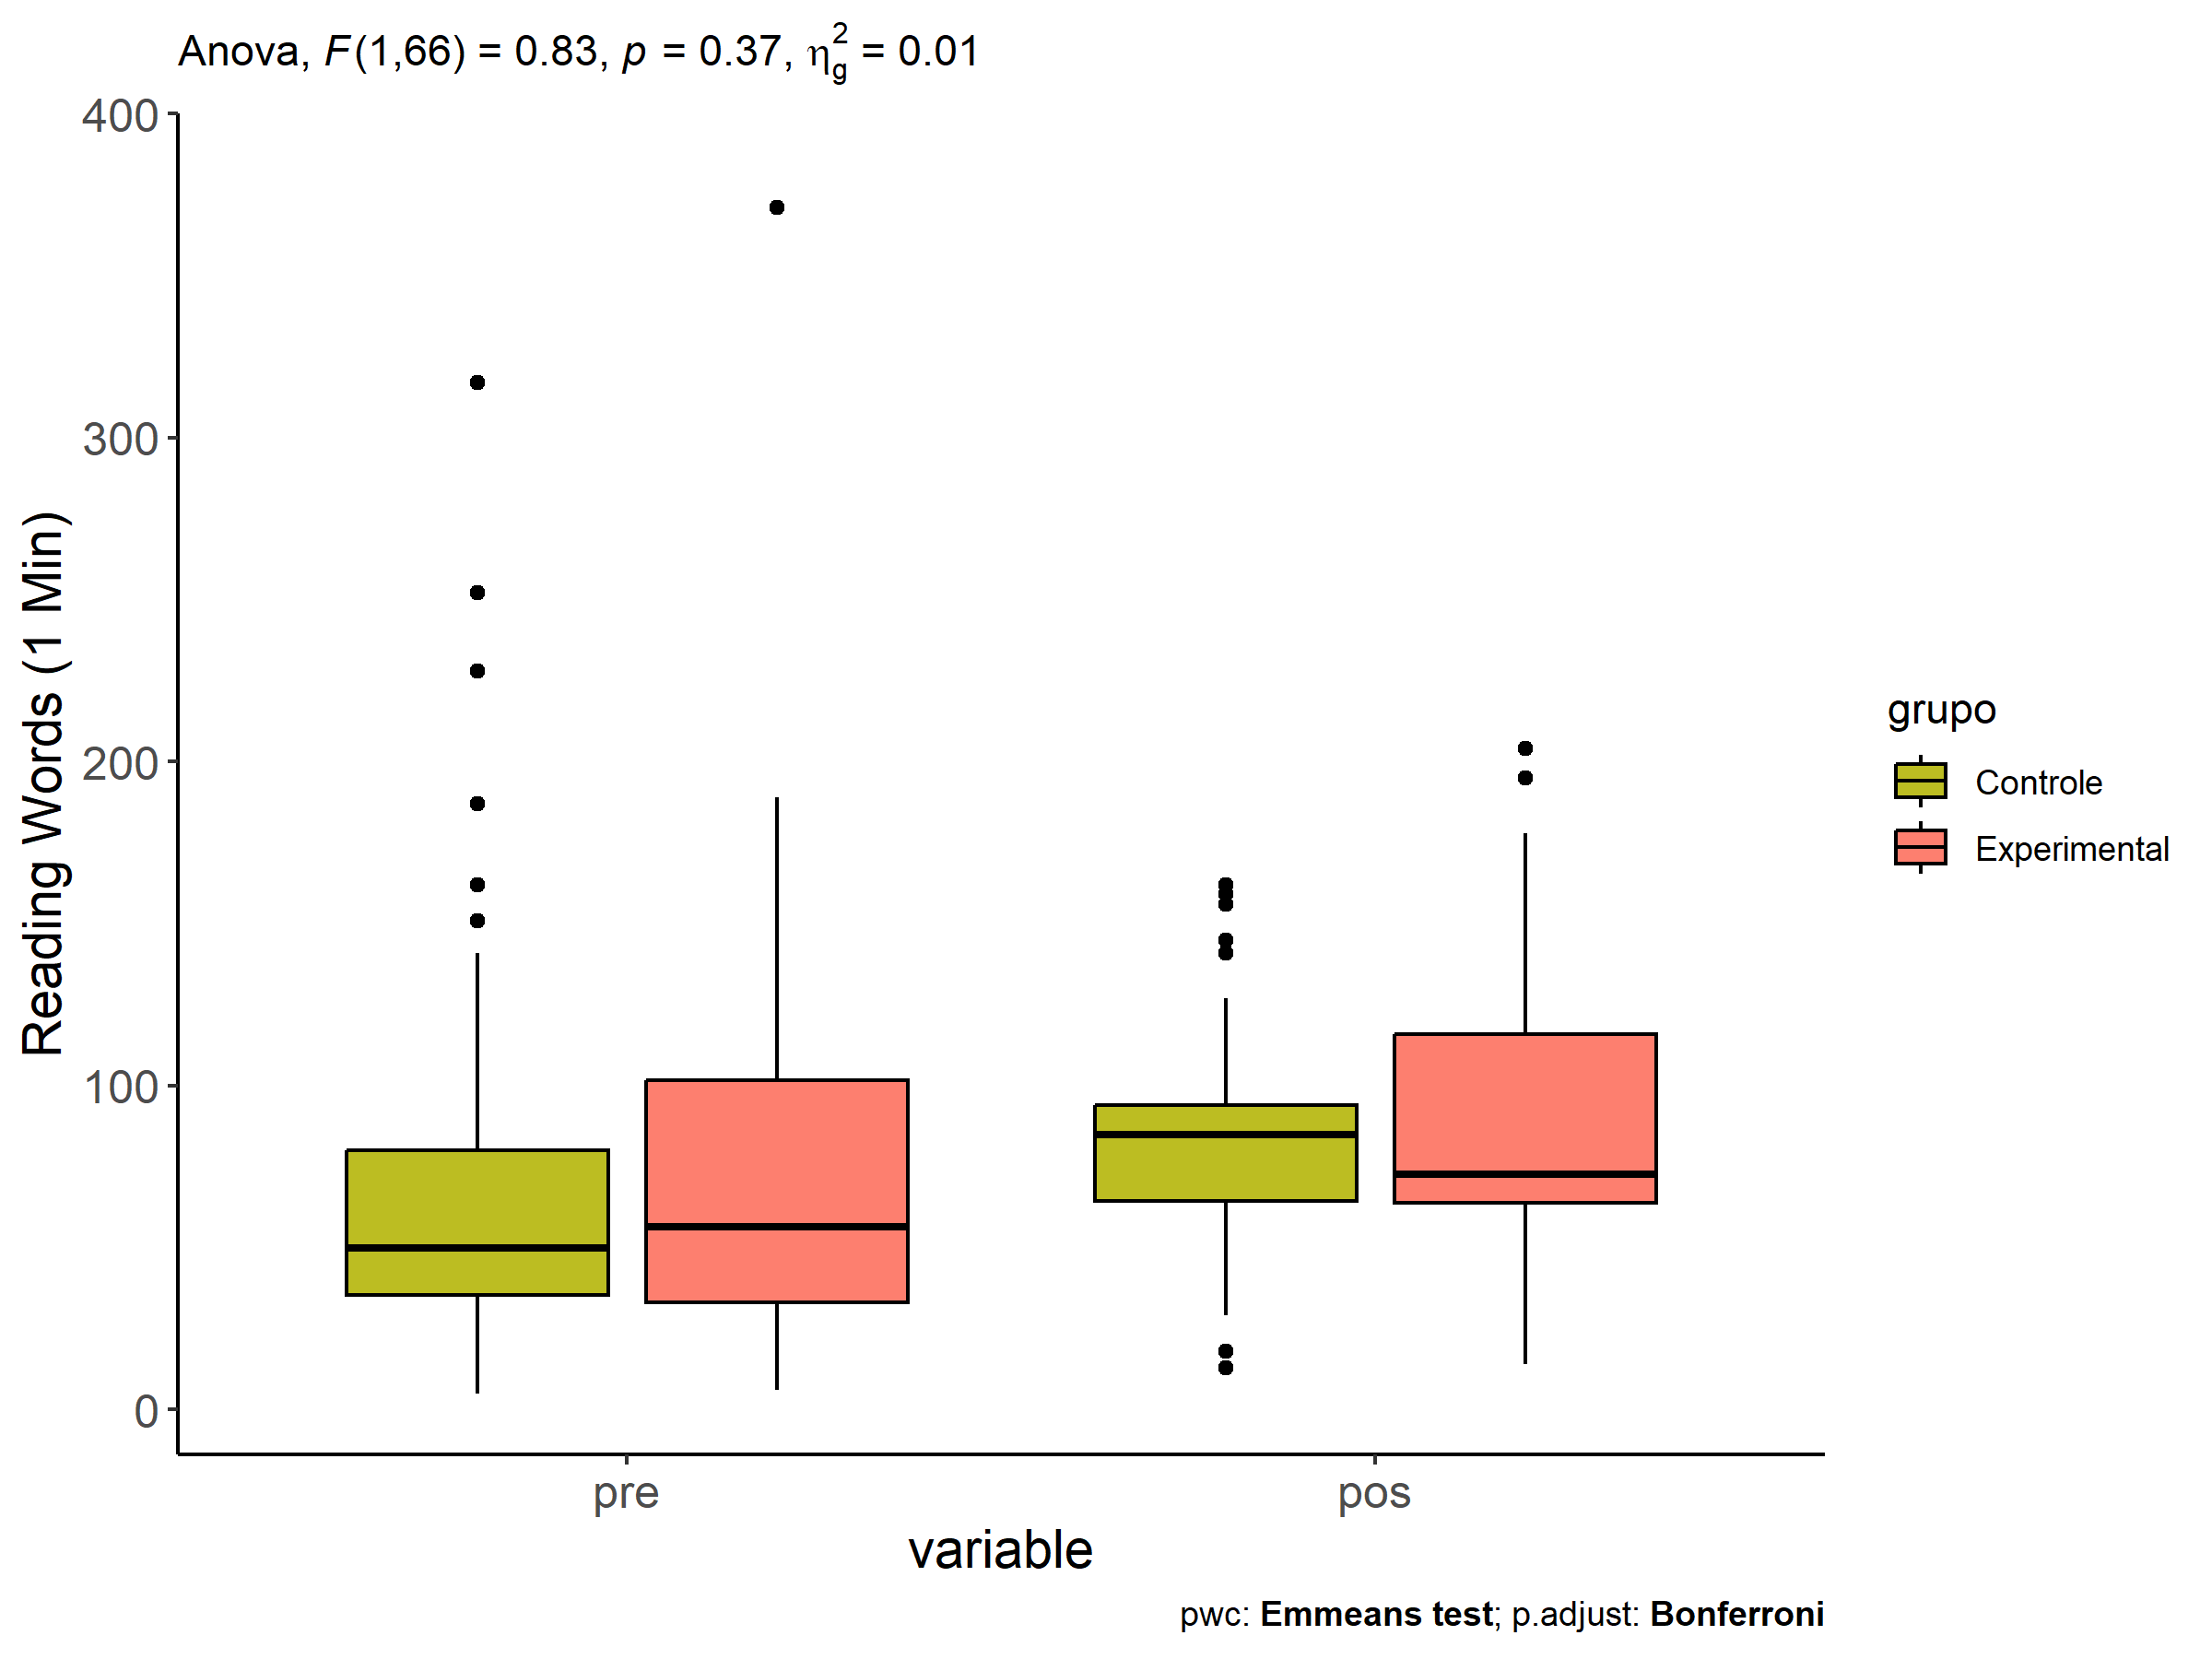 Anova, F(1,66) = 0.83, p = 0.37, η²g = 0.01
400
300
200
100
0
Reading Words (1 Min)
pre
pos
variable
grupo
Controle
Experimental
pwc: Emmeans test; p.adjust: Bonferroni